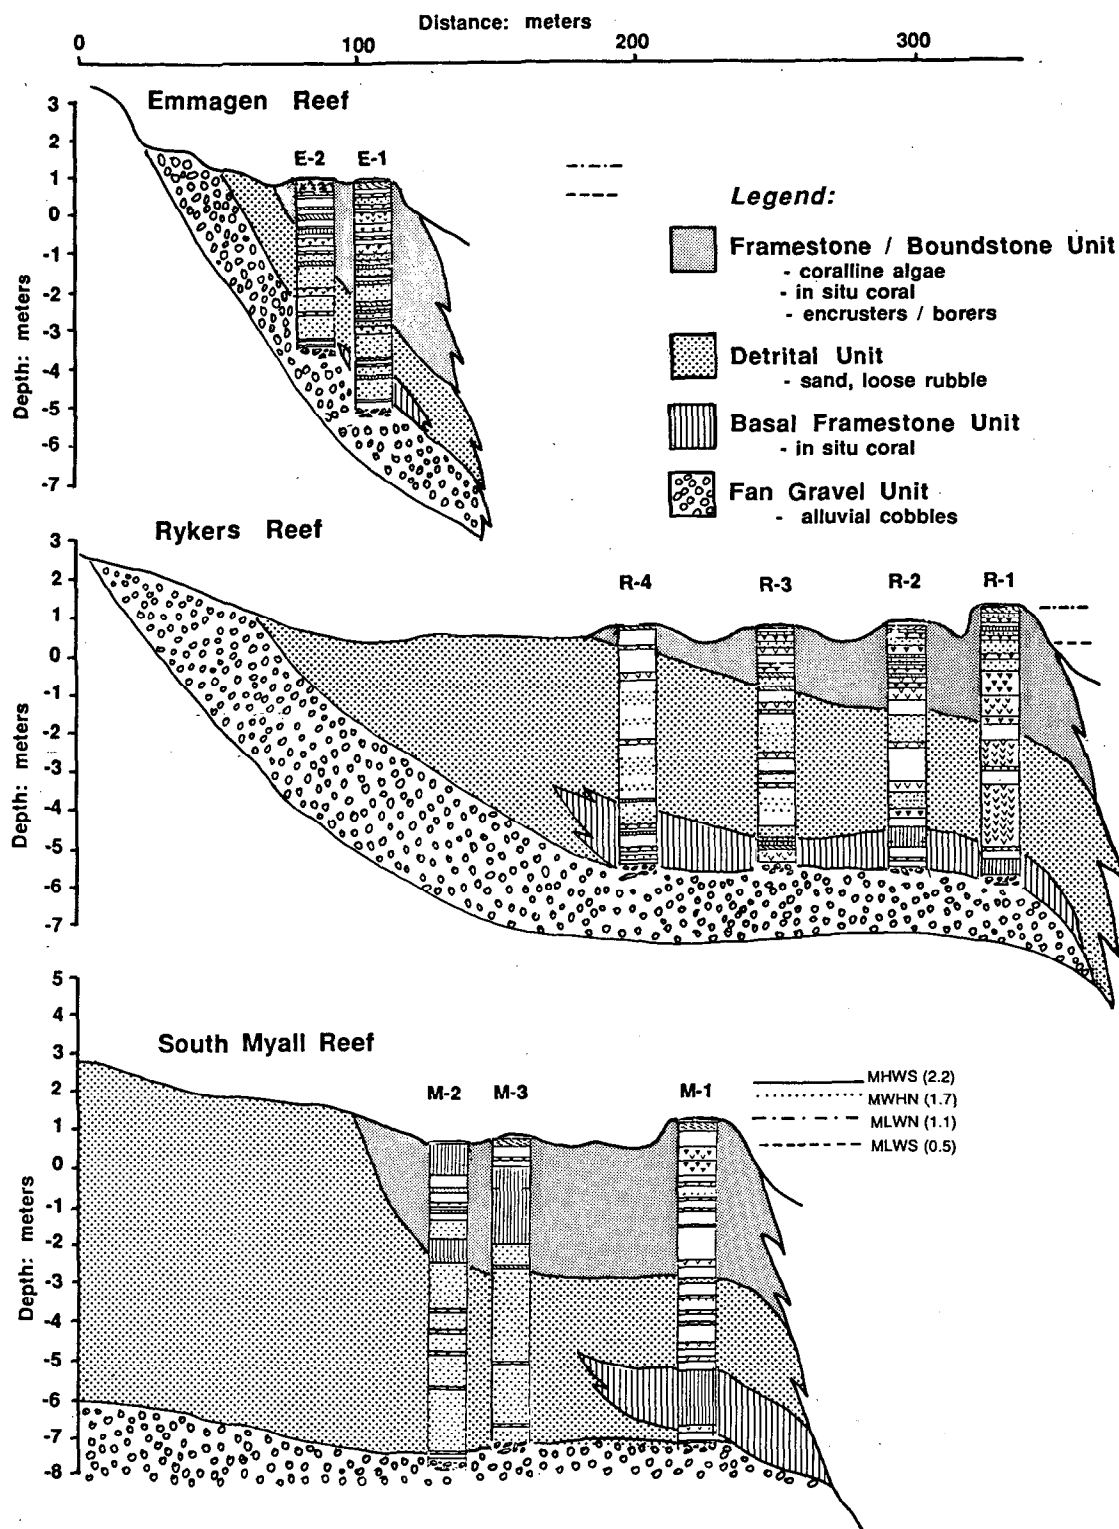 Distance: meters
0 100 200 300
Emmagen Reef
3
2
1
0
-1
-2
-3
-4
-5
-6
-7
Depth: meters
E-2 E-1
Legend:
Framestone / Boundstone Unit
- coralline algae
- in situ coral
- encrusters / borers
Detrital Unit
- sand, loose rubble
Basal Framestone Unit
- in situ coral
Fan Gravel Unit
- alluvial cobbles
Rykers Reef
3
2
1
0
-1
-2
-3
-4
-5
-6
-7
Depth: meters
R-4 R-3 R-2 R-1
South Myall Reef
5
4
3
2
1
0
-1
-2
-3
-4
-5
-6
-7
-8
Depth: meters
M-2 M-3 M-1
MHWS (2.2)
MWHN (1.7)
MLWN (1.1)
MLWS (0.5)